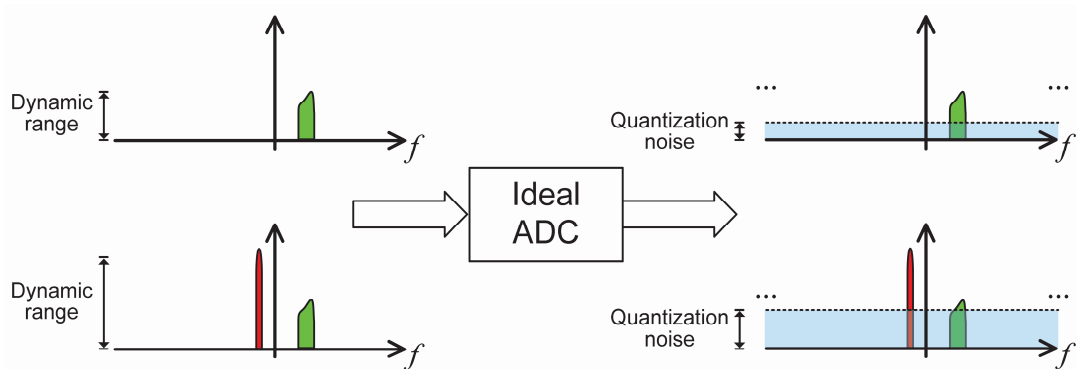 Dynamic
range
f
...
...
Quantization
noise
f
Ideal
ADC
Dynamic
range
f
...
...
Quantization
noise
f